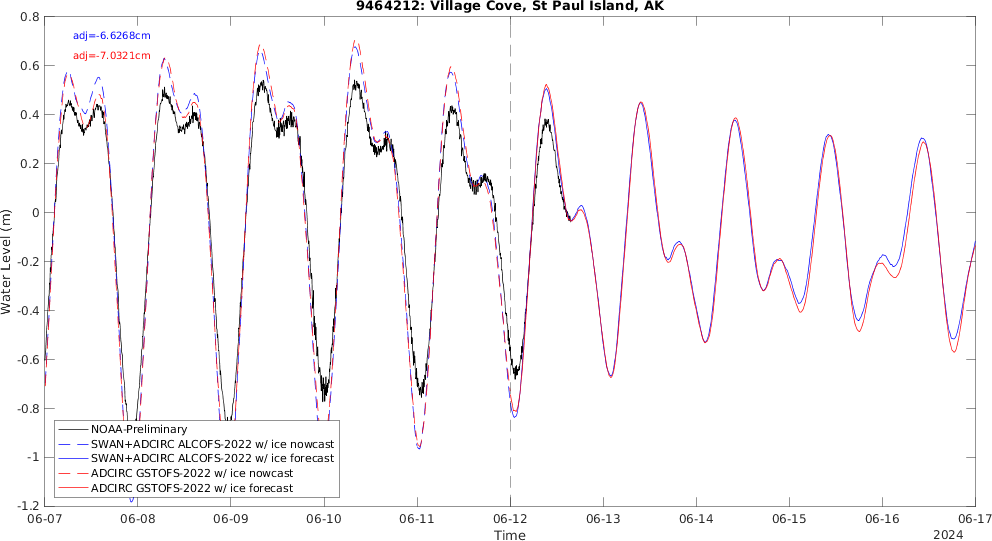 9464212: Village Cove, St Paul Island, AK
adj=-6.6268cm
adj=-7.0321cm
0.8
0.6
0.4
0.2
0
-0.2
-0.4
-0.6
-0.8
-1
-1.2
Water Level (m)
NOAA-Preliminary
SWAN+ADCIRC ALCOFS-2022 w/ ice nowcast
SWAN+ADCIRC ALCOFS-2022 w/ ice forecast
ADCIRC GSTOFS-2022 w/ ice nowcast
ADCIRC GSTOFS-2022 w/ ice forecast
06-07 06-08 06-09 06-10 06-11 06-12 06-13 06-14 06-15 06-16 06-17
Time
2024